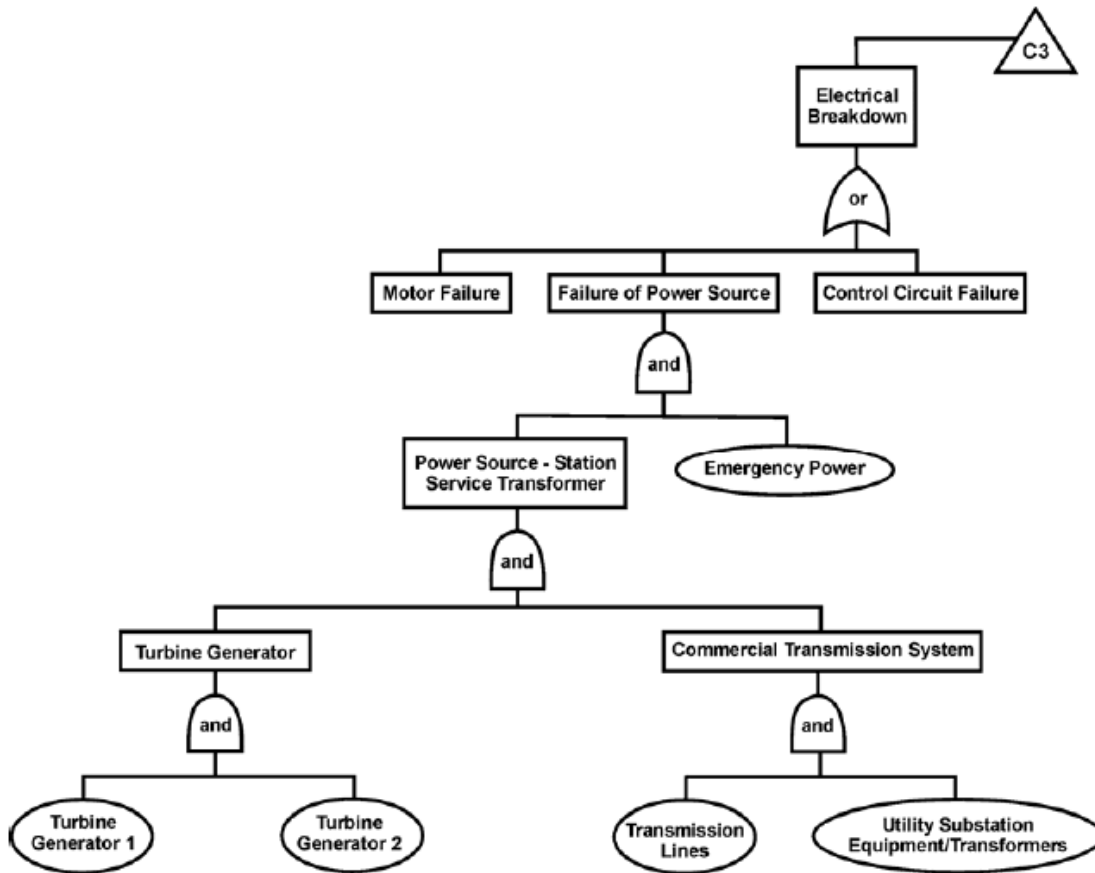 C3
Electrical
Breakdown
or
Motor Failure
Failure of Power Source
Control Circuit Failure
and
Power Source - Station
Service Transformer
Emergency Power
and
Turbine Generator
Commercial Transmission System
and
and
Turbine
Generator 1
Turbine
Generator 2
Transmission
Lines
Utility Substation
Equipment/Transformers